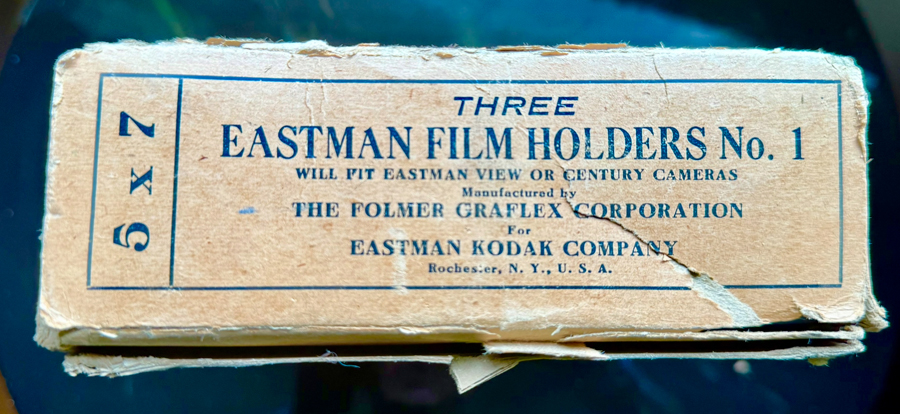 5 x 7
THREE
EASTMAN FILM HOLDERS No. 1
WILL FIT EASTMAN VIEW OR CENTURY CAMERAS
Manufactured by
THE FOLMER GRAFLEX CORPORATION
For
EASTMAN KODAK COMPANY
Rochester, N. Y., U. S. A.